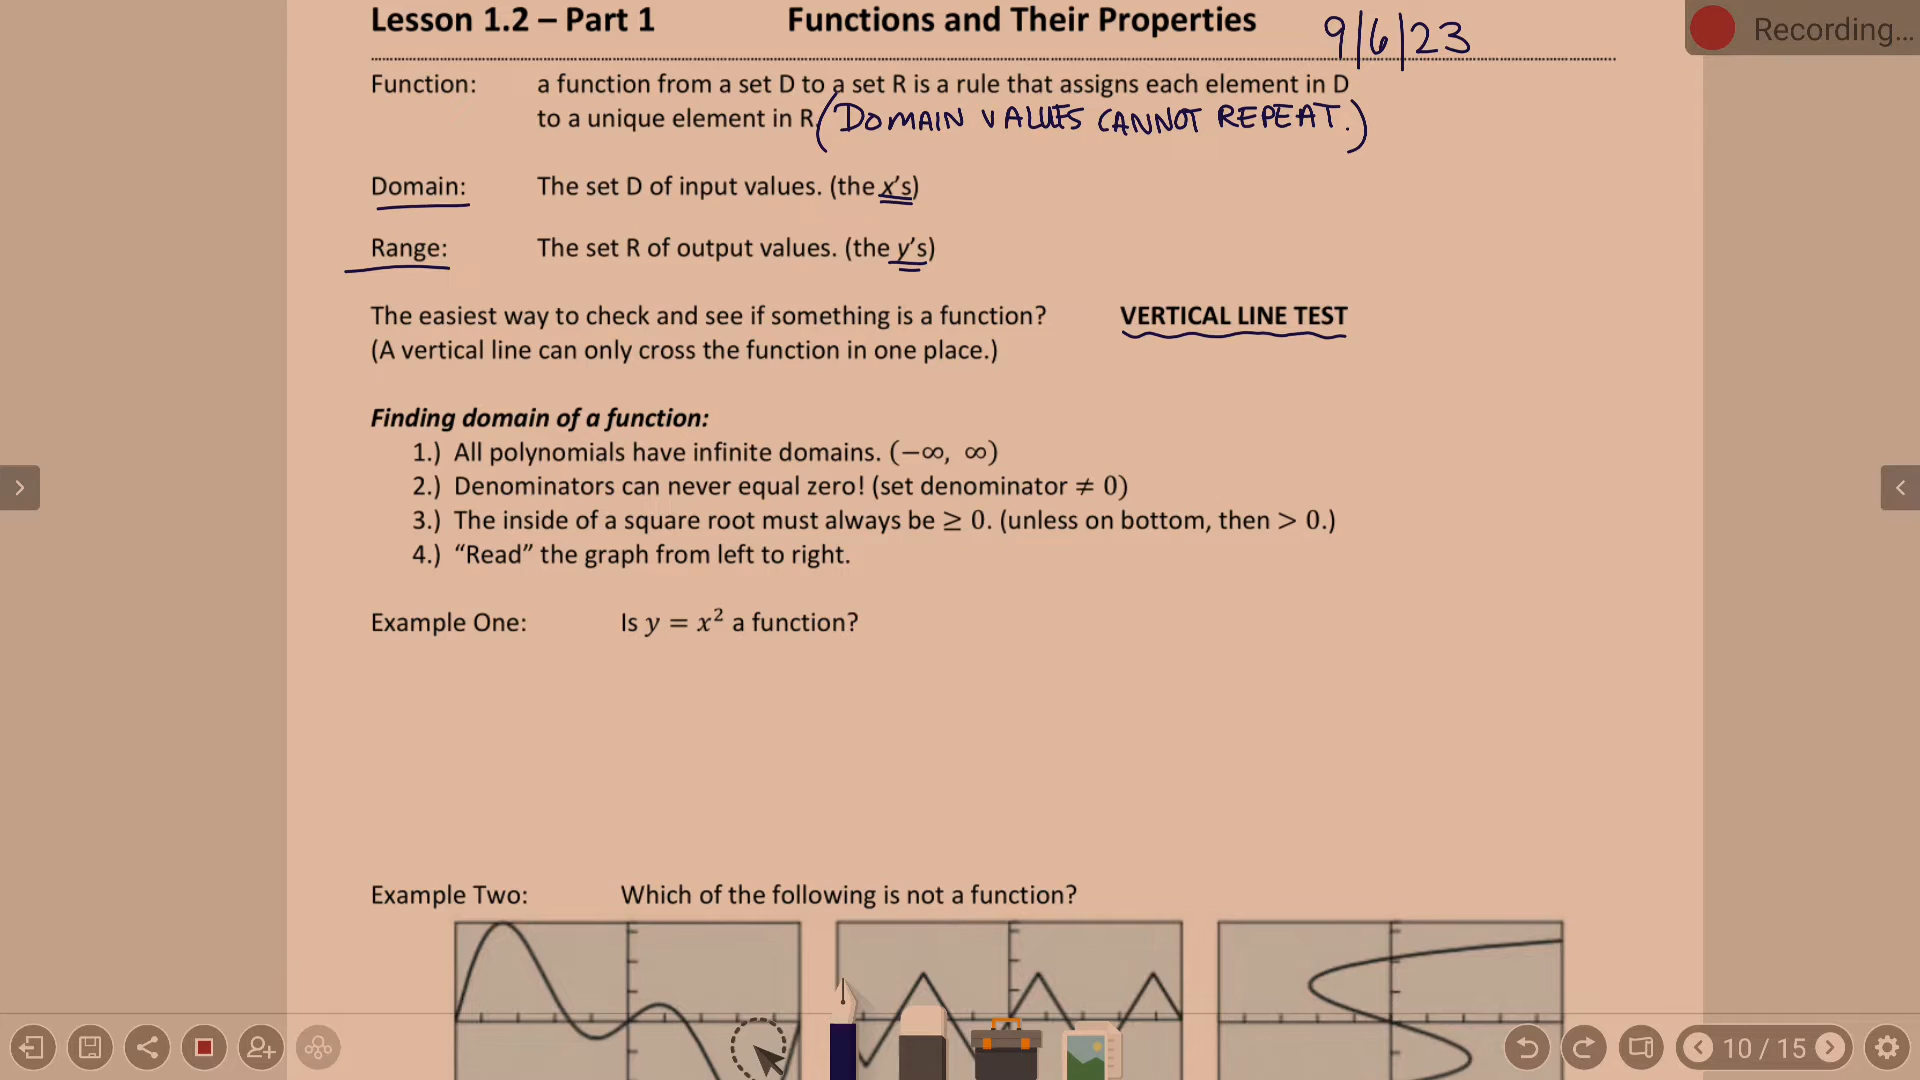 Lesson 1.2 – Part 1 Functions and Their Properties 9/6/23
Recording...
Function: a function from a set D to a set R is a rule that assigns each element in D
to a unique element in R. (DOMAIN VALUES CANNOT REPEAT.)
Domain: The set D of input values. (the x's)
Range: The set R of output values. (the y's)
The easiest way to check and see if something is a function? VERTICAL LINE TEST
(A vertical line can only cross the function in one place.)
Finding domain of a function:
1.) All polynomials have infinite domains. (−∞, ∞)
2.) Denominators can never equal zero! (set denominator ≠ 0)
3.) The inside of a square root must always be ≥ 0. (unless on bottom, then > 0.)
4.) “Read” the graph from left to right.
Example One: Is y = x² a function?
Example Two: Which of the following is not a function?
10 / 15